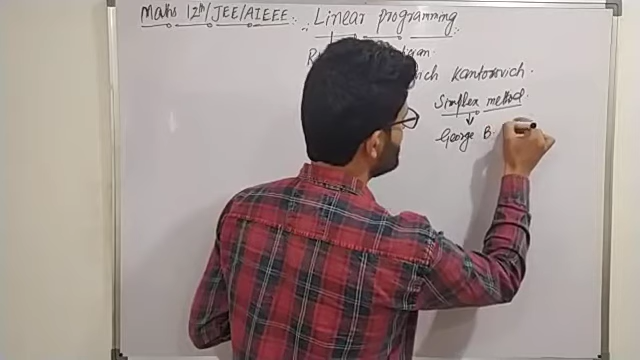 Maths 12th/JEE/AIEEE:. Linear programming
Kantorovich.
Simplex method.
George B.